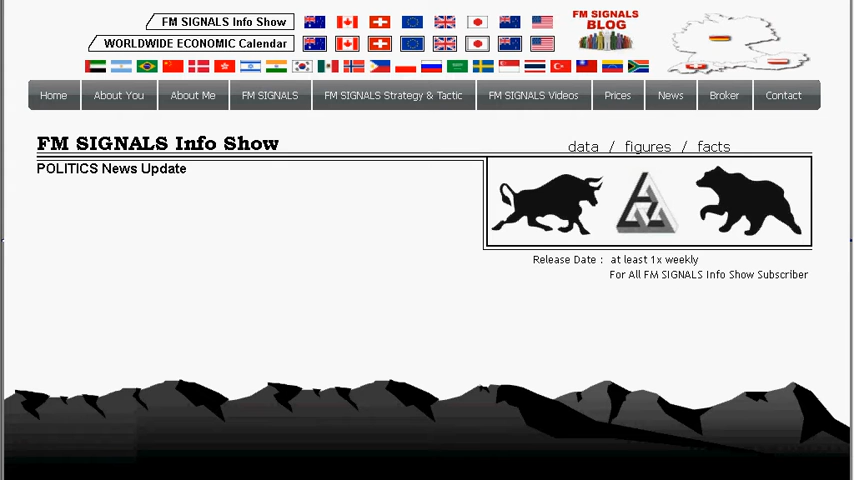 FM SIGNALS Info Show
WORLDWIDE ECONOMIC Calendar
FM SIGNALS
BLOG
Home
About You
About Me
FM SIGNALS
FM SIGNALS Strategy & Tactic
FM SIGNALS Videos
Prices
News
Broker
Contact
FM SIGNALS Info Show
data / figures / facts
POLITICS News Update
Release Date : at least 1x weekly
For All FM SIGNALS Info Show Subscriber